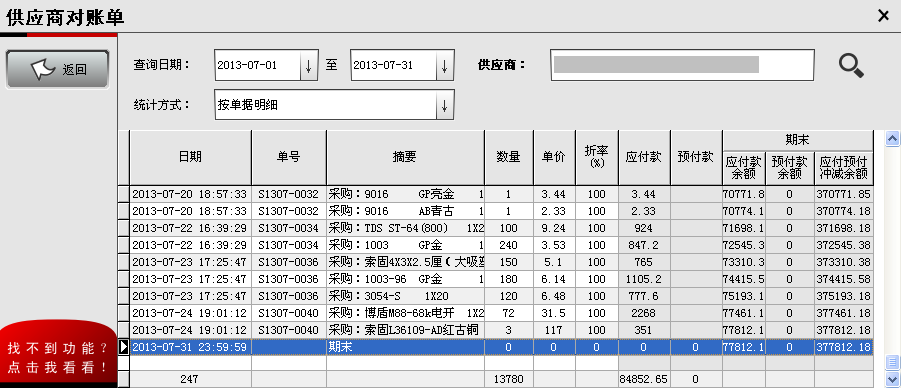 供应商对账单
返回
查询日期： 2013-07-01 至 2013-07-31 供应商：
统计方式： 按单据明细
日期 单号 摘要 数量 单价 折率(%) 应付款 预付款 期末 应付款余额 预付款余额 应付预付冲减余额
2013-07-20 18:57:33 S1307-0032 采购：9016 GP亮金 1 1 3.44 100 3.44 70771.8 0 370771.85
2013-07-20 18:57:33 S1307-0032 采购：9016 AB青古 1 1 2.33 100 2.33 70774.1 0 370774.18
2013-07-22 16:39:29 S1307-0034 采购：TDS ST-64(800) 1X2 100 9.24 100 924 71698.1 0 371698.18
2013-07-22 16:39:29 S1307-0034 采购：1003 GP金 1 240 3.53 100 847.2 72545.3 0 372545.38
2013-07-23 17:25:47 S1307-0036 采购：索固4X3X2.5厘（大吸塑 150 5.1 100 765 73310.3 0 373310.38
2013-07-23 17:25:47 S1307-0036 采购：1003-96 GP金 180 6.14 100 1105.2 74415.5 0 374415.58
2013-07-23 17:25:47 S1307-0036 采购：3054-S 1X20 120 6.48 100 777.6 75193.1 0 375193.18
2013-07-24 19:01:12 S1307-0040 采购：博盾M88-68k电开 1X2 72 31.5 100 2268 77461.1 0 377461.18
2013-07-24 19:01:12 S1307-0040 采购：索固L36109-AD红古铜 3 117 100 351 77812.1 0 377812.18
2013-07-31 23:59:59 期末 0 0 0 0 0 77812.1 0 377812.18
247 13780 84852.65 0
找不到功能？
点击我看看！